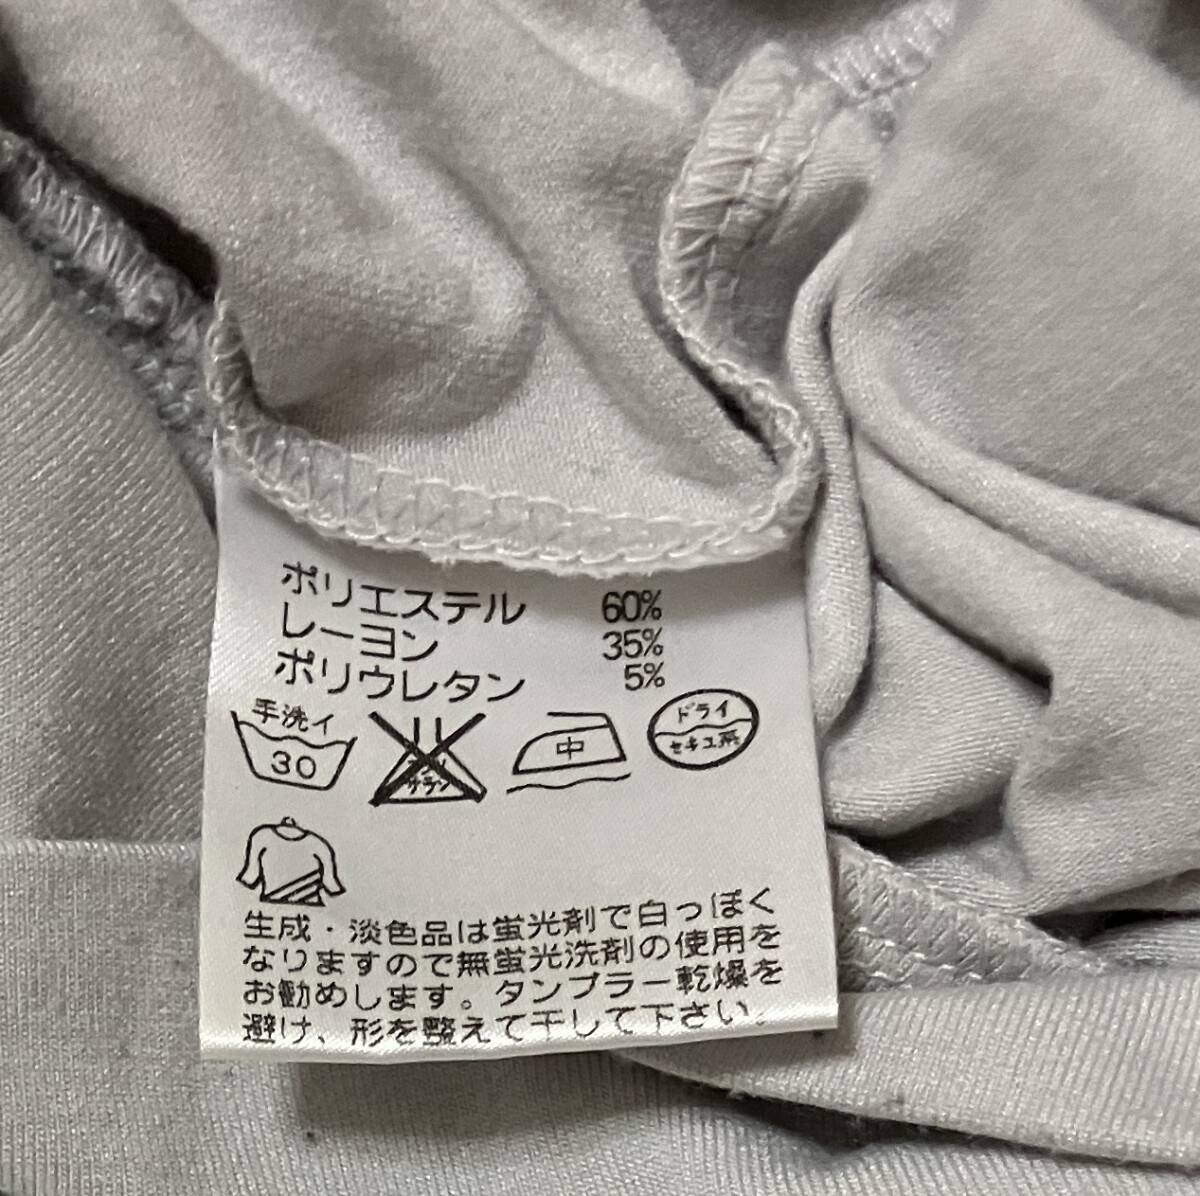 ポリエステル 60%
レーヨン 35%
ポリウレタン 5%
手洗イ
30
中
ドライ
セキユ系
生成・淡色品は蛍光剤で白っぽく
なりますので無蛍光洗剤の使用を
お勧めします。タンブラー乾燥を
避け、形を整えて干して下さい。